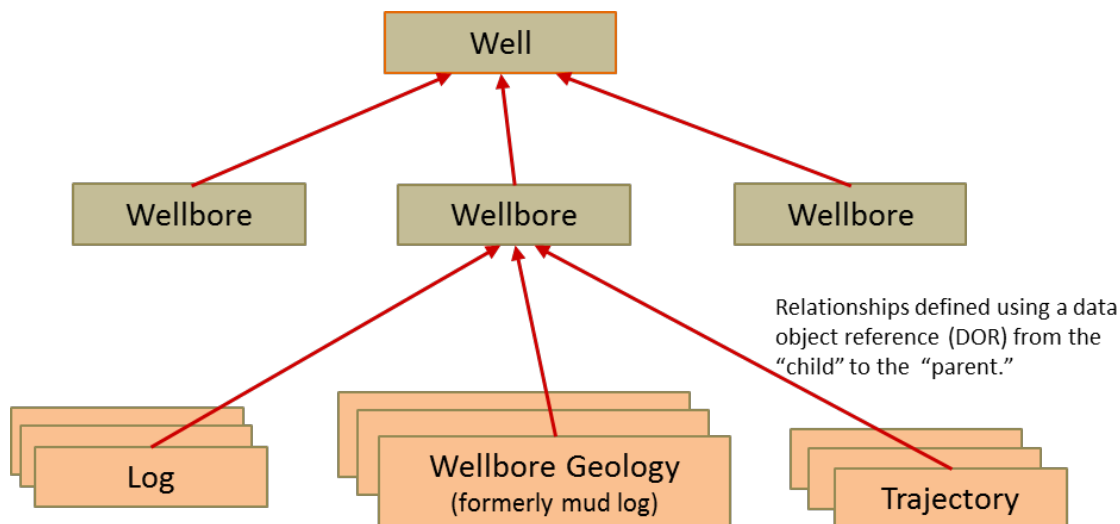 Well
Wellbore
Wellbore
Wellbore
Relationships defined using a data
object reference (DOR) from the
“child” to the “parent.”
Log
Wellbore Geology
(formerly mud log)
Trajectory